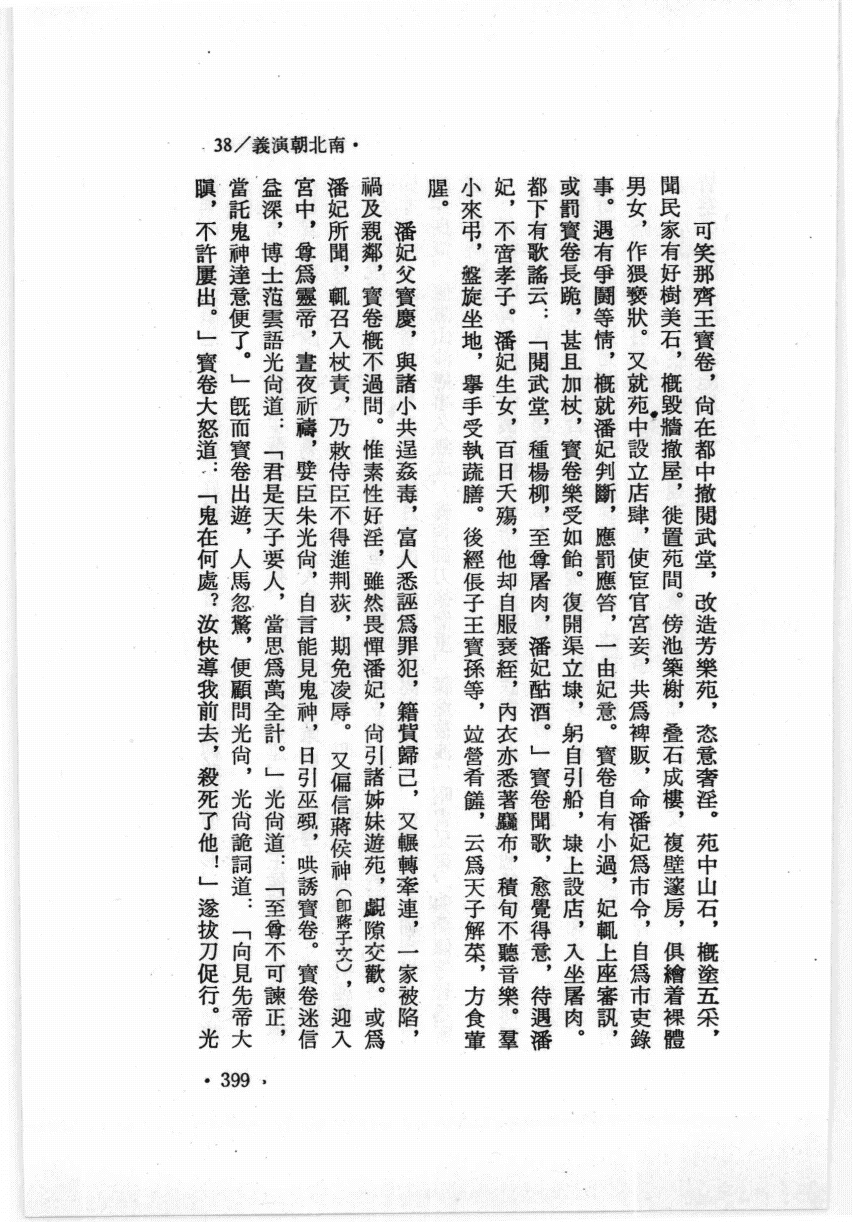 38／義演朝北南·
可笑那齊王寶卷，尙在都中撤閱武堂，改造芳樂苑，恣意奢淫。苑中山石，槪塗五采，
聞民家有好樹美石，槪毀牆撤屋，徙置苑間。傍池築榭，叠石成樓，複壁邃房，俱繪着裸體
男女，作猥褻狀。又就苑中設立店肆，使宦官宮妾，共爲裨販，命潘妃爲市令，自爲市吏錄
事。遇有爭鬭等情，槪就潘妃判斷，應罰應笞，一由妃意。寶卷自有小過，妃輒上座審訊，
或罰寶卷長跪，甚且加杖，寶卷樂受如飴。復開渠立埭，躬自引船，埭上設店，入坐屠肉。
都下有歌謠云：「閱武堂，種楊柳，至尊屠肉，潘妃酤酒。」寶卷聞歌，愈覺得意，待遇潘
妃，不啻孝子。潘妃生女，百日夭殤，他却自服衰絰，內衣亦悉著麤布，積旬不聽音樂。羣
小來弔，盤旋坐地，擧手受執蔬膳。後經倀子王寶孫等，竝營肴饈，云爲天子解菜，方食葷
腥。
潘妃父寶慶，與諸小共逞姦毒，富人悉誣爲罪犯，籍貲歸己，又輾轉牽連，一家被陷，
禍及親鄰，寶卷槪不過問。惟素性好淫，雖然畏憚潘妃，尙引諸姊妹遊苑，覷隙交歡。或爲
潘妃所聞，輒召入杖責，乃敕侍臣不得進荆荻，期免凌辱。又偏信蔣侯神（卽蔣子文），迎入
宮中，尊爲靈帝，晝夜祈禱，嬖臣朱光尙，自言能見鬼神，日引巫覡，哄誘寶卷。寶卷迷信
益深，博士范雲語光尙道：「君是天子要人，當思爲萬全計。」光尙道：「至尊不可諫正，
當託鬼神達意便了。」旣而寶卷出遊，人馬忽驚，便顧問光尙，光尙詭詞道：「向見先帝大
瞋，不許屢出。」寶卷大怒道：「鬼在何處？汝快導我前去，殺死了他！」遂拔刀促行。光
·399·